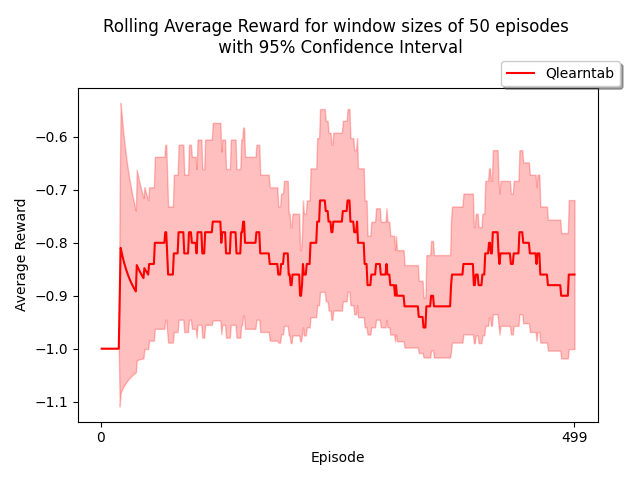 Rolling Average Reward for window sizes of 50 episodes
with 95% Confidence Interval
Qlearntab
−0.6
−0.7
−0.8
−0.9
−1.0
−1.1
Average Reward
0
499
Episode